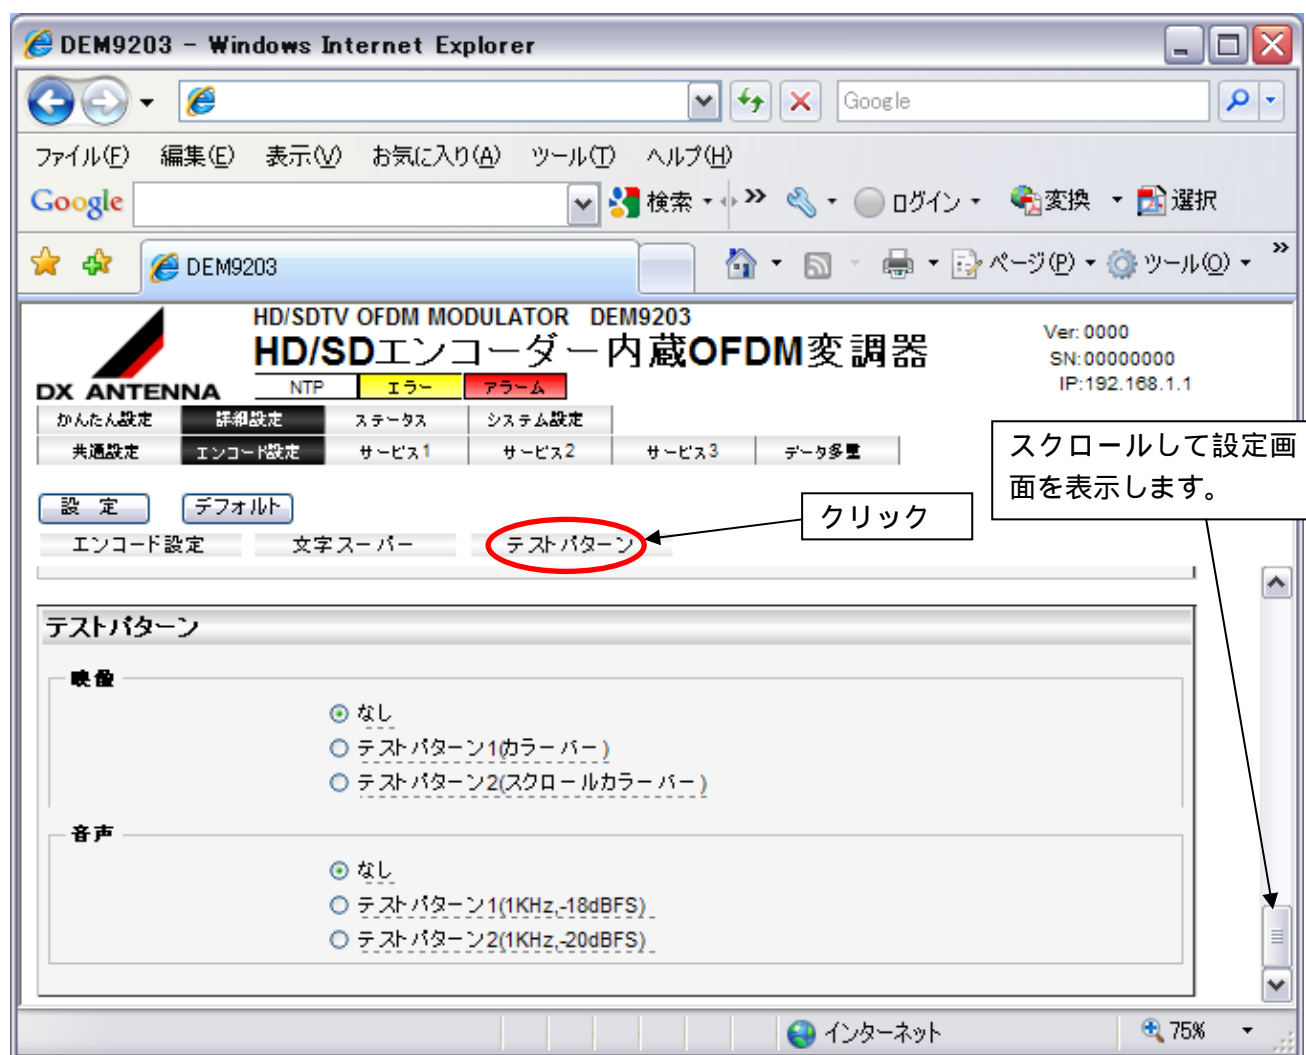 DEM9203 - Windows Internet Explorer
Google
ファイル(F) 編集(E) 表示(V) お気に入り(A) ツール(T) ヘルプ(H)
Google 検索 ログイン 変換 選択
DEM9203 ページ(P) ツール(O)
HD/SDTV OFDM MODULATOR DEM9203
HD/SDエンコーダー内蔵OFDM変調器
Ver: 0000
SN:00000000
IP:192.168.1.1
DX ANTENNA
NTP エラー アラーム
かんたん設定 詳細設定 ステータス システム設定
共通設定 エンコード設定 サービス1 サービス2 サービス3 データ多重
スクロールして設定画
面を表示します。
設 定 デフォルト
クリック
エンコード設定 文字スーパー テストパターン
テストパターン
映像
なし
テストパターン1(カラーバー)
テストパターン2(スクロールカラーバー)
音声
なし
テストパターン1(1KHz,-18dBFS)
テストパターン2(1KHz,-20dBFS)
インターネット 75%